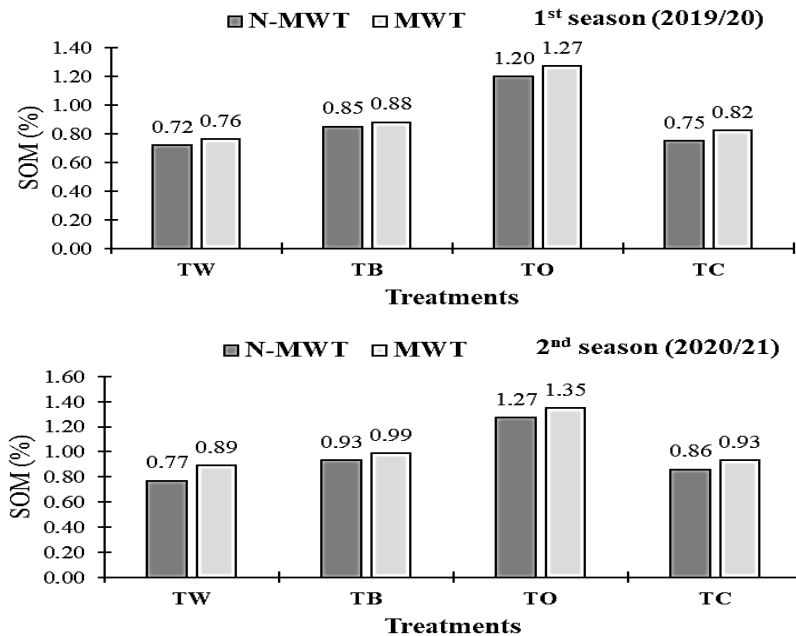 N-MWT MWT 1st season (2019/20)
1.40
1.20
1.00
0.80
0.60
0.40
0.20
0.00
SOM (%)
0.72 0.76 0.85 0.88 1.20 1.27 0.75 0.82
TW TB TO TC
Treatments
N-MWT MWT 2nd season (2020/21)
1.60
1.40
1.20
1.00
0.80
0.60
0.40
0.20
0.00
SOM (%)
0.77 0.89 0.93 0.99 1.27 1.35 0.86 0.93
TW TB TO TC
Treatments